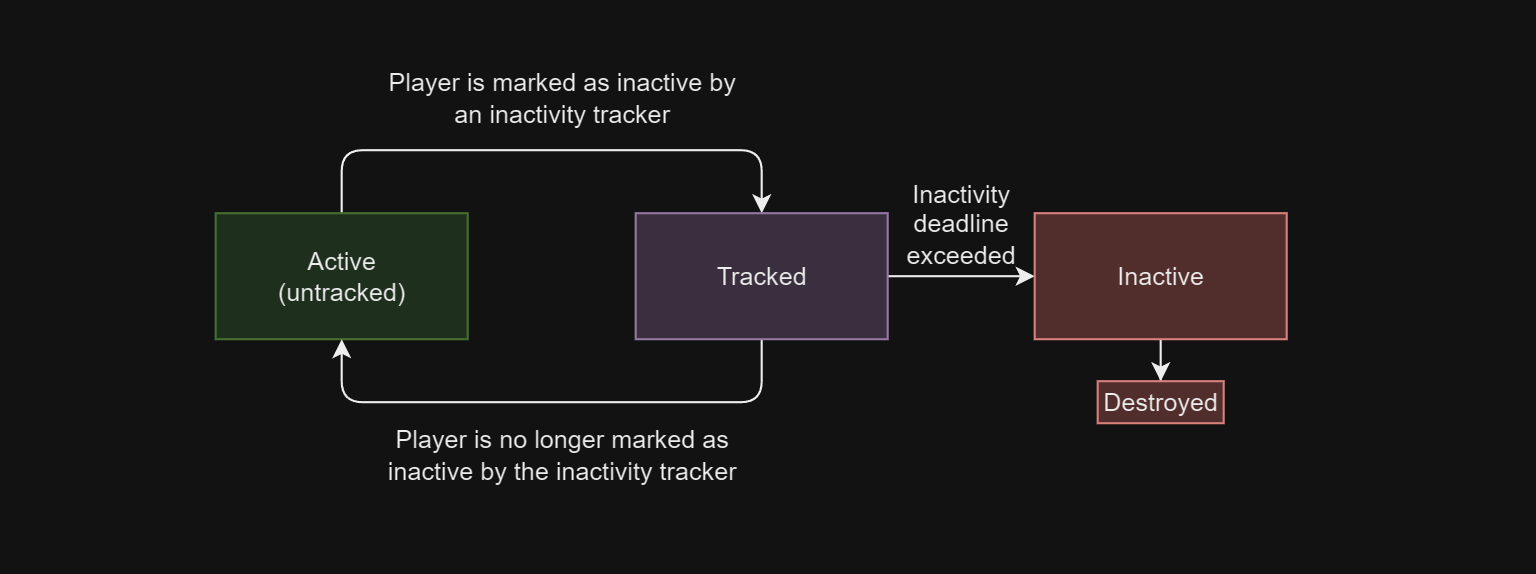 Player is marked as inactive by
an inactivity tracker
Active
(untracked)
Tracked
Inactivity
deadline
exceeded
Inactive
Destroyed
Player is no longer marked as
inactive by the inactivity tracker